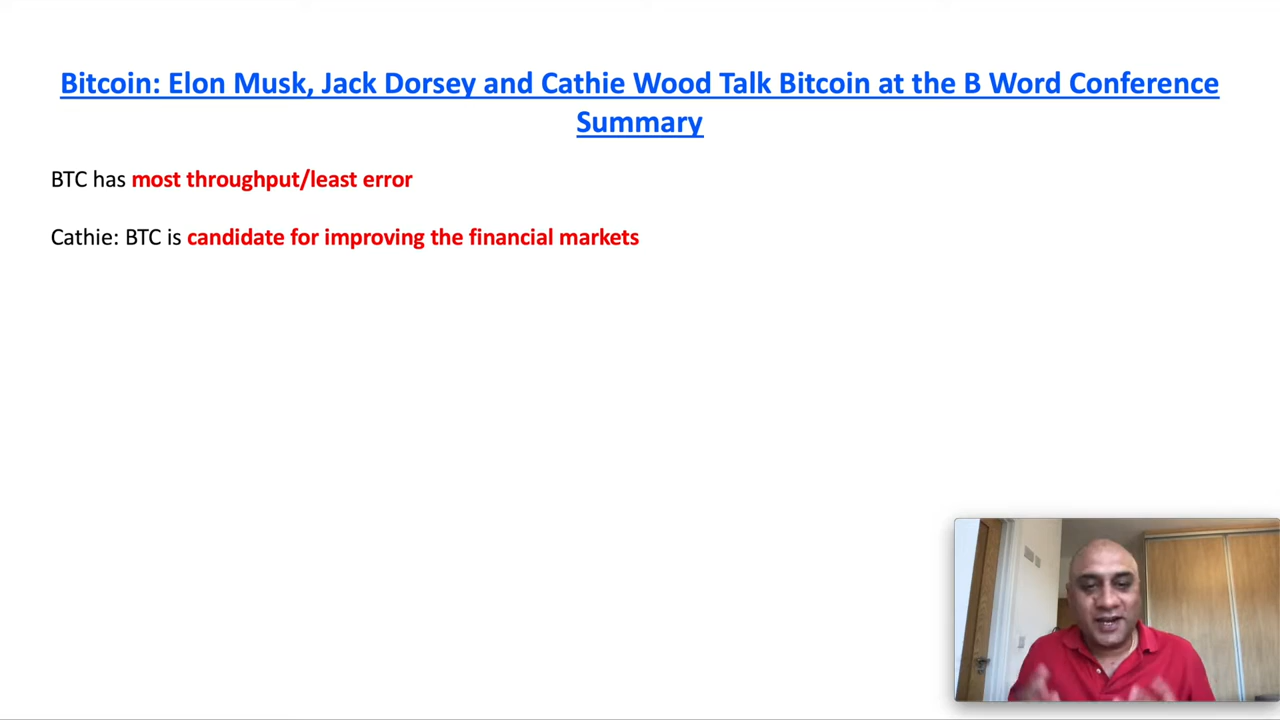 Bitcoin: Elon Musk, Jack Dorsey and Cathie Wood Talk Bitcoin at the B Word Conference
Summary
BTC has most throughput/least error
Cathie: BTC is candidate for improving the financial markets